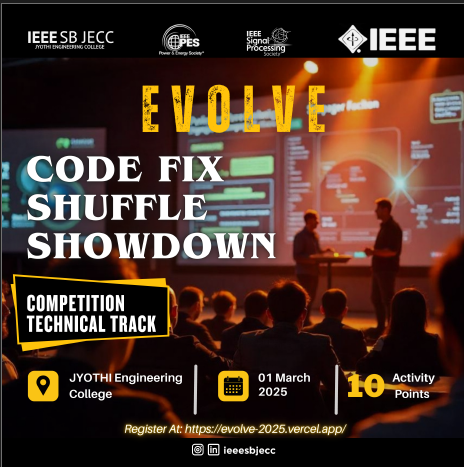 IEEE SB JECC
JYOTHI ENGINEERING COLLEGE
IEEE
PES
Power & Energy Society®
IEEE
Signal
Processing
Society
IEEE
EVOLVE
CODE FIX
SHUFFLE
SHOWDOWN
COMPETITION
TECHNICAL TRACK
JYOTHI Engineering
College
01 March
2025
10 Activity
Points
Register At: https://evolve-2025.vercel.app/
ieeesbjecc